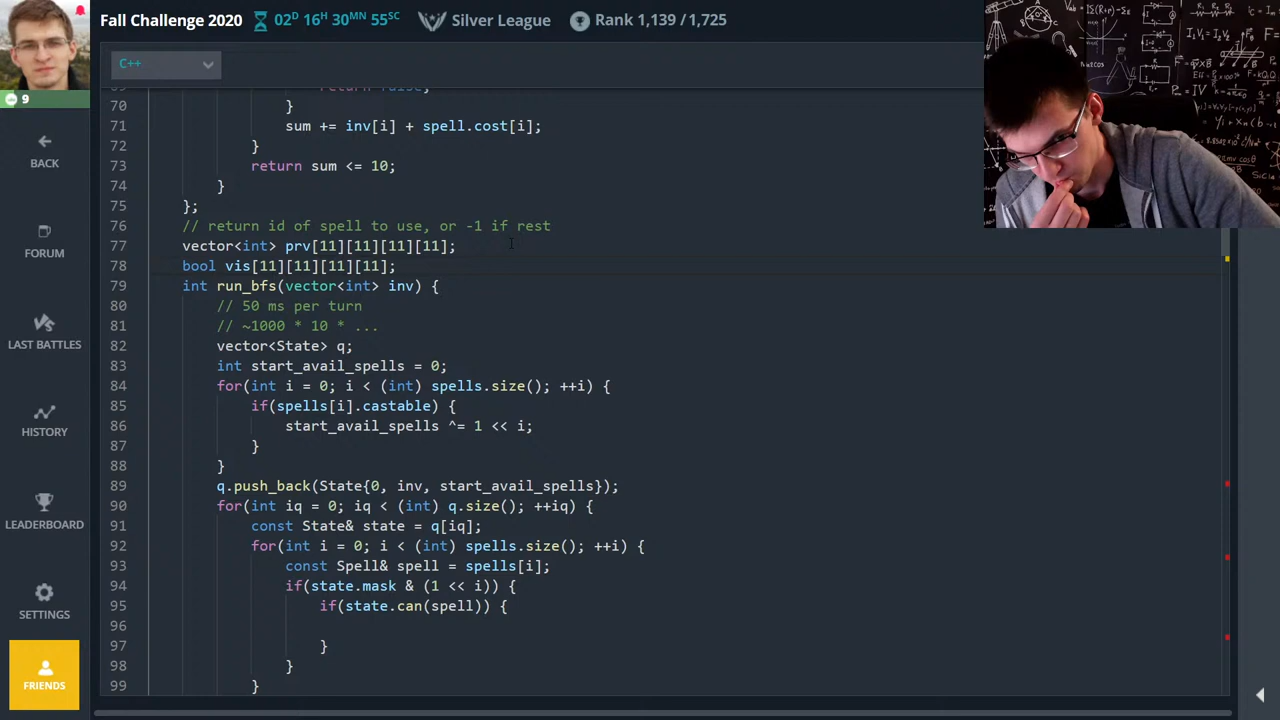 Fall Challenge 2020 02D 16H 30MN 55SC Silver League Rank 1,139 / 1,725
9
BACK
FORUM
LAST BATTLES
HISTORY
LEADERBOARD
SETTINGS
FRIENDS
C++
70 }
71 sum += inv[i] + spell.cost[i];
72 }
73 return sum <= 10;
74 }
75 };
76 // return id of spell to use, or -1 if rest
77 vector<int> prv[11][11][11][11];
78 bool vis[11][11][11][11];
79 int run_bfs(vector<int> inv) {
80 // 50 ms per turn
81 // ~1000 * 10 * ...
82 vector<State> q;
83 int start_avail_spells = 0;
84 for(int i = 0; i < (int) spells.size(); ++i) {
85 if(spells[i].castable) {
86 start_avail_spells ^= 1 << i;
87 }
88 }
89 q.push_back(State{0, inv, start_avail_spells});
90 for(int iq = 0; iq < (int) q.size(); ++iq) {
91 const State& state = q[iq];
92 for(int i = 0; i < (int) spells.size(); ++i) {
93 const Spell& spell = spells[i];
94 if(state.mask & (1 << i)) {
95 if(state.can(spell)) {
96
97 }
98 }
99 }